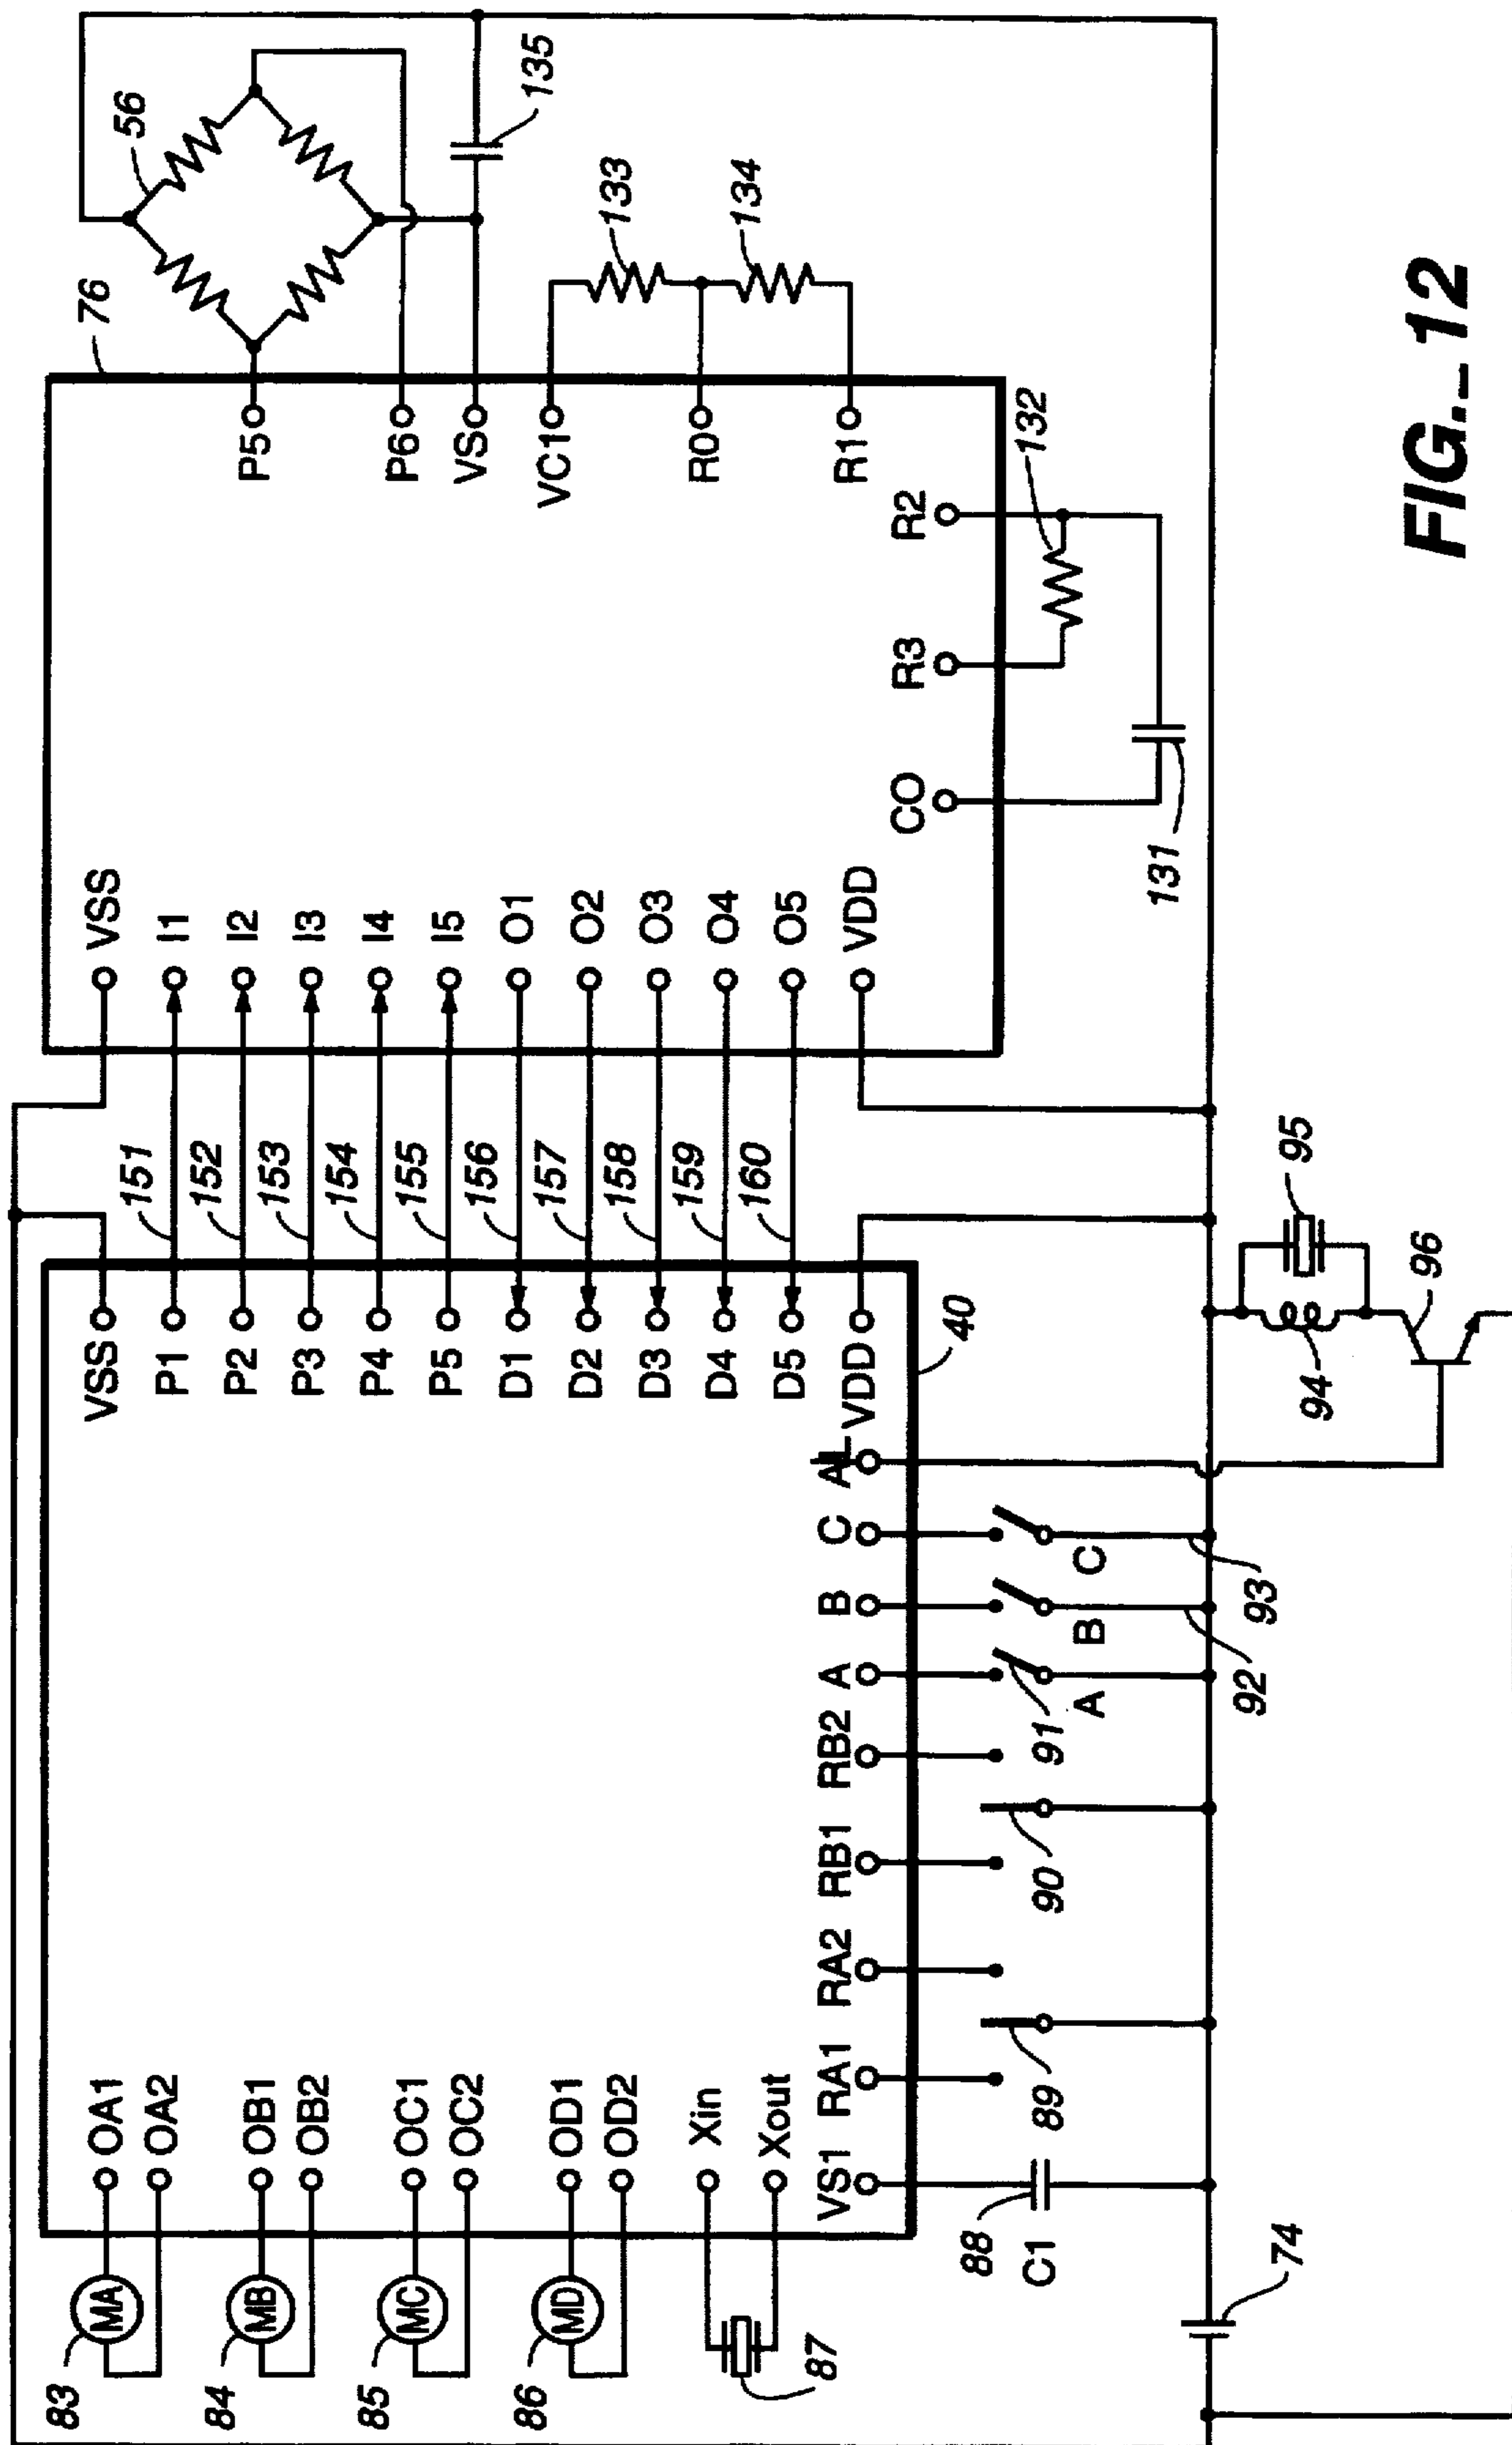 83
MA
OA1
OA2
84
MB
OB1
OB2
85
MC
OC1
OC2
86
MD
OD1
OD2
87
Xin
Xout
VS1
RA1
RA2
RB1
RB2
A
B
C
AL
VDD
VSS
P1
P2
P3
P4
P5
D1
D2
D3
D4
D5
40
151
152
153
154
155
156
157
158
159
160
VSS
I1
I2
I3
I4
I5
O1
O2
O3
O4
O5
VDD
CO
R3
R2
76
P5
P6
VS
VC1
R0
R1
56
135
133
134
132
131
88
C1
89
90
91
A
B
C
92
93
94
95
96
74
FIG._12